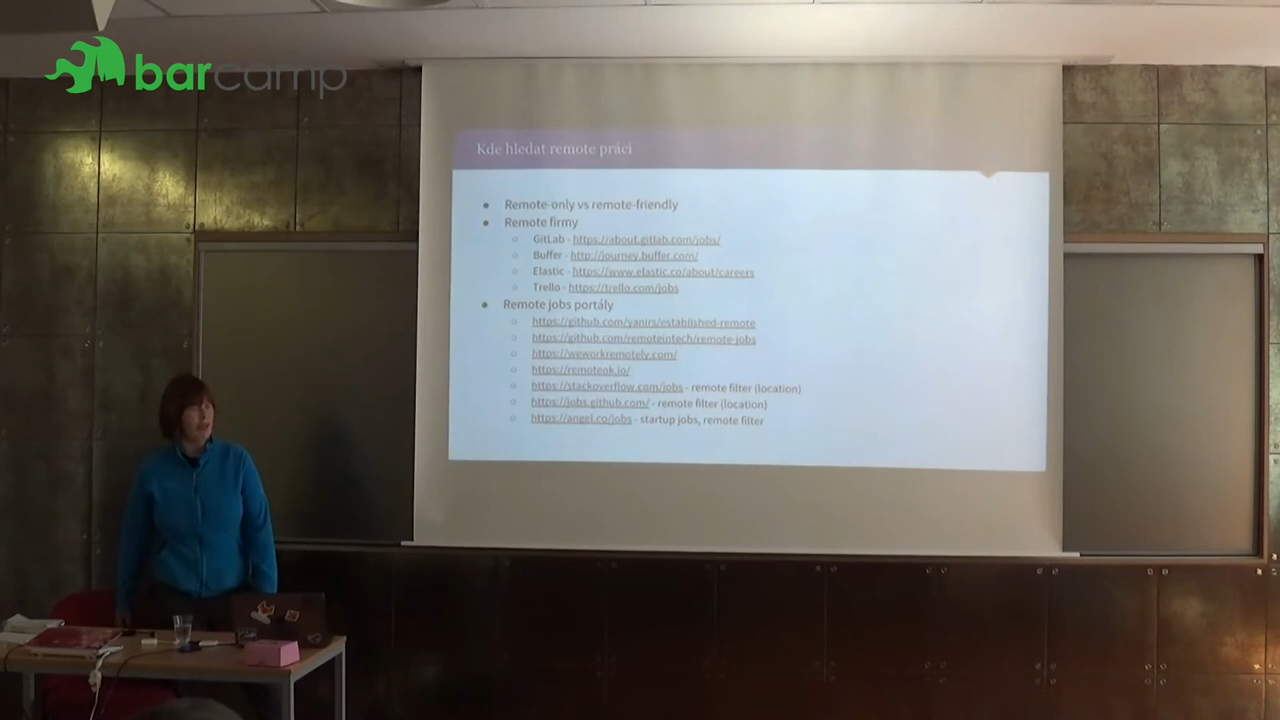 barcamp
Kde hledat remote práci
Remote-only vs remote-friendly
Remote firmy
GitLab - https://about.gitlab.com/jobs/
Buffer - http://journey.buffer.com/
Elastic - https://www.elastic.co/about/careers
Trello - https://trello.com/jobs
Remote jobs portály
https://github.com/yanirs/established-remote
https://github.com/remoteintech/remote-jobs
https://weworkremotely.com/
https://remoteok.io/
https://stackoverflow.com/jobs - remote filter (location)
https://jobs.github.com/ - remote filter (location)
https://angel.co/jobs - startup jobs, remote filter